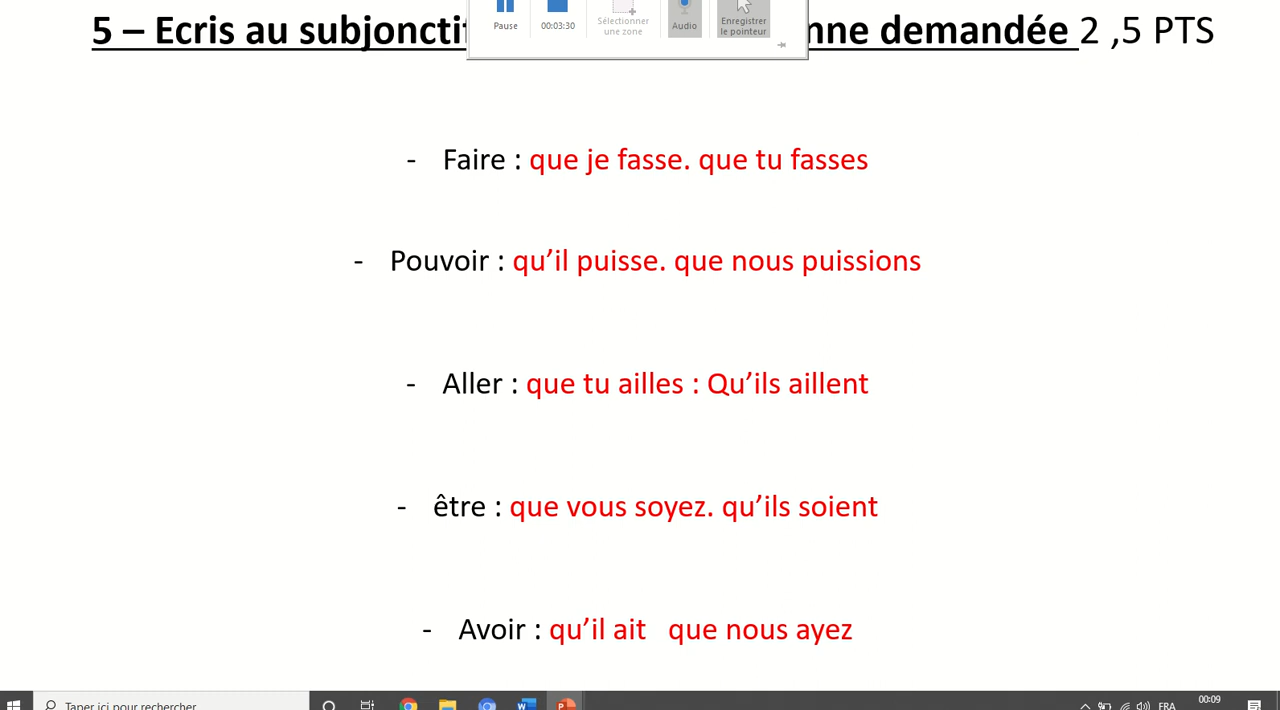 5 – Ecris au subjonctif nne demandée 2 ,5 PTS
Pause
00:03:30
Sélectionner une zone
Audio
Enregistrer le pointeur
- Faire : que je fasse. que tu fasses
- Pouvoir : qu’il puisse. que nous puissions
- Aller : que tu ailles : Qu’ils aillent
- être : que vous soyez. qu’ils soient
- Avoir : qu’il ait que nous ayez
Taper ici pour rechercher
FRA
00:09